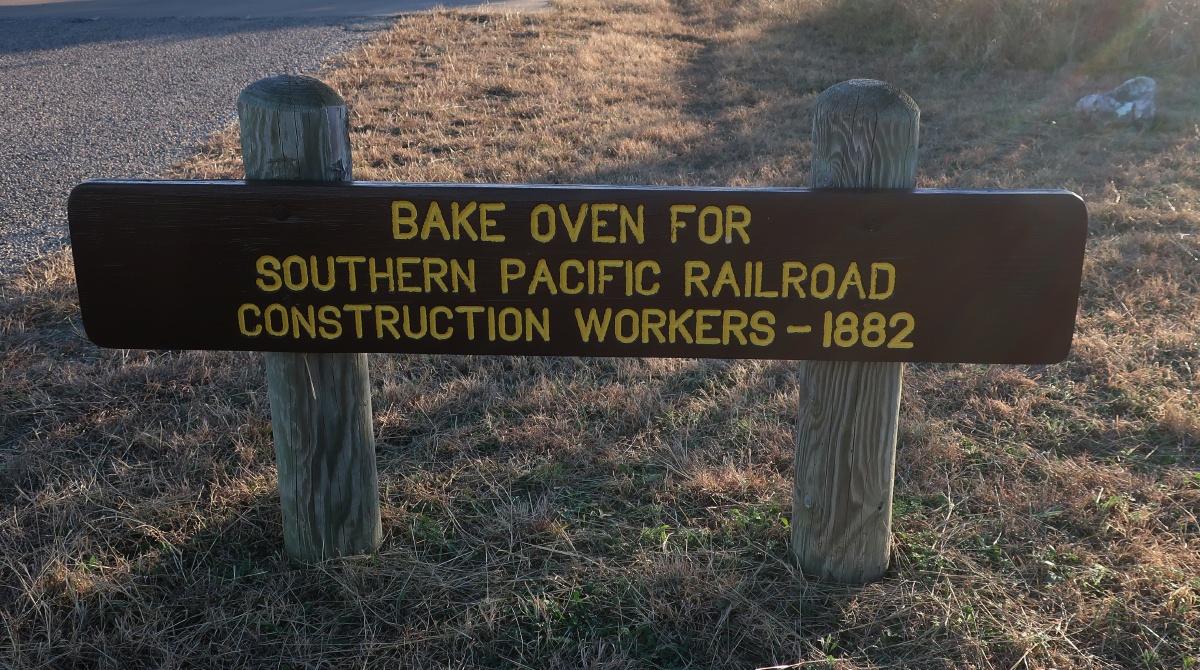 BAKE OVEN FOR
SOUTHERN PACIFIC RAILROAD
CONSTRUCTION WORKERS - 1882